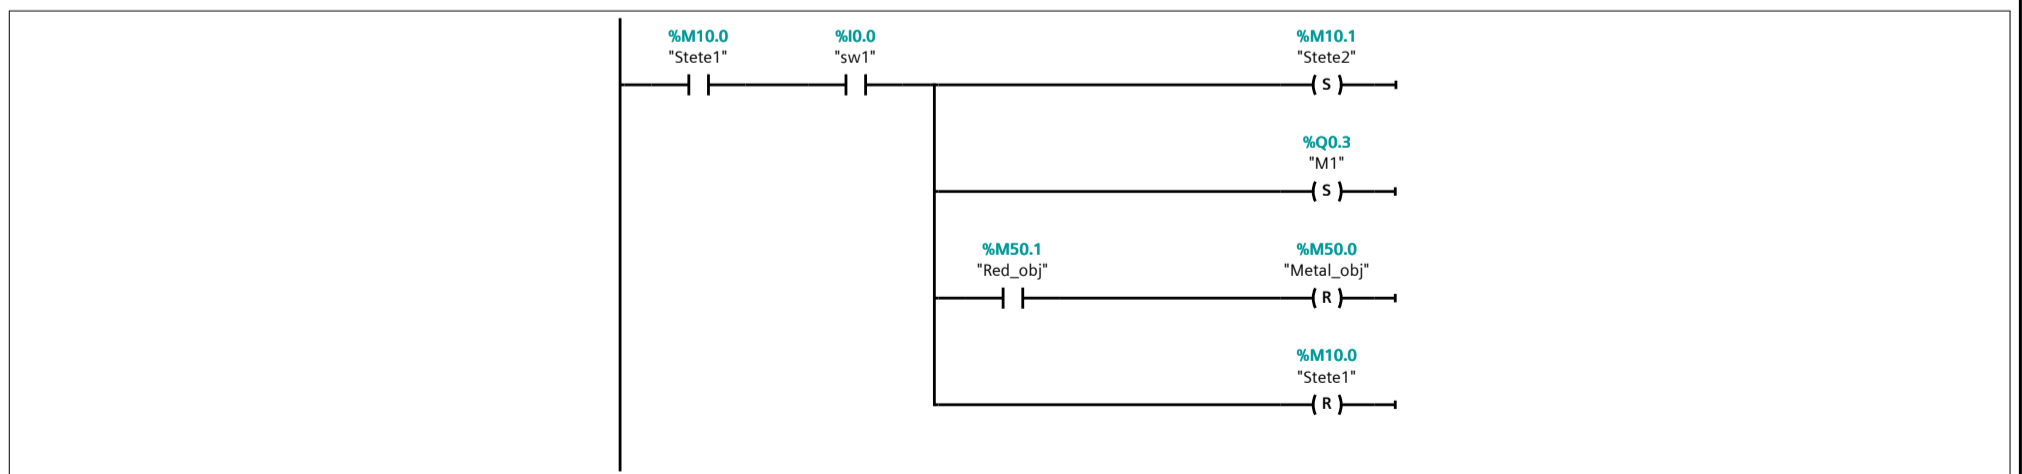 %M10.0
"Stete1"
%I0.0
"sw1"
%M10.1
"Stete2"
S
%Q0.3
"M1"
S
%M50.1
"Red_obj"
%M50.0
"Metal_obj"
R
%M10.0
"Stete1"
R